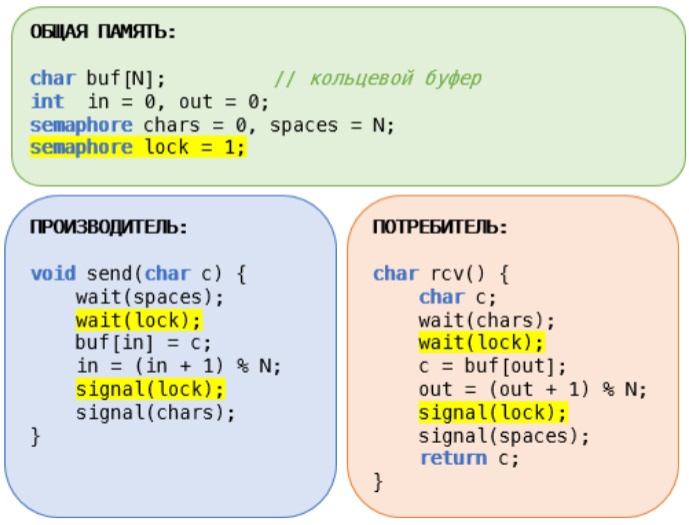 ОБЩАЯ ПАМЯТЬ:
char buf[N];          // кольцевой буфер
int  in = 0, out = 0;
semaphore chars = 0, spaces = N;
semaphore lock = 1;
ПРОИЗВОДИТЕЛЬ:
void send(char c) {
    wait(spaces);
    wait(lock);
    buf[in] = c;
    in = (in + 1) % N;
    signal(lock);
    signal(chars);
}
ПОТРЕБИТЕЛЬ:
char rcv() {
    char c;
    wait(chars);
    wait(lock);
    c = buf[out];
    out = (out + 1) % N;
    signal(lock);
    signal(spaces);
    return c;
}